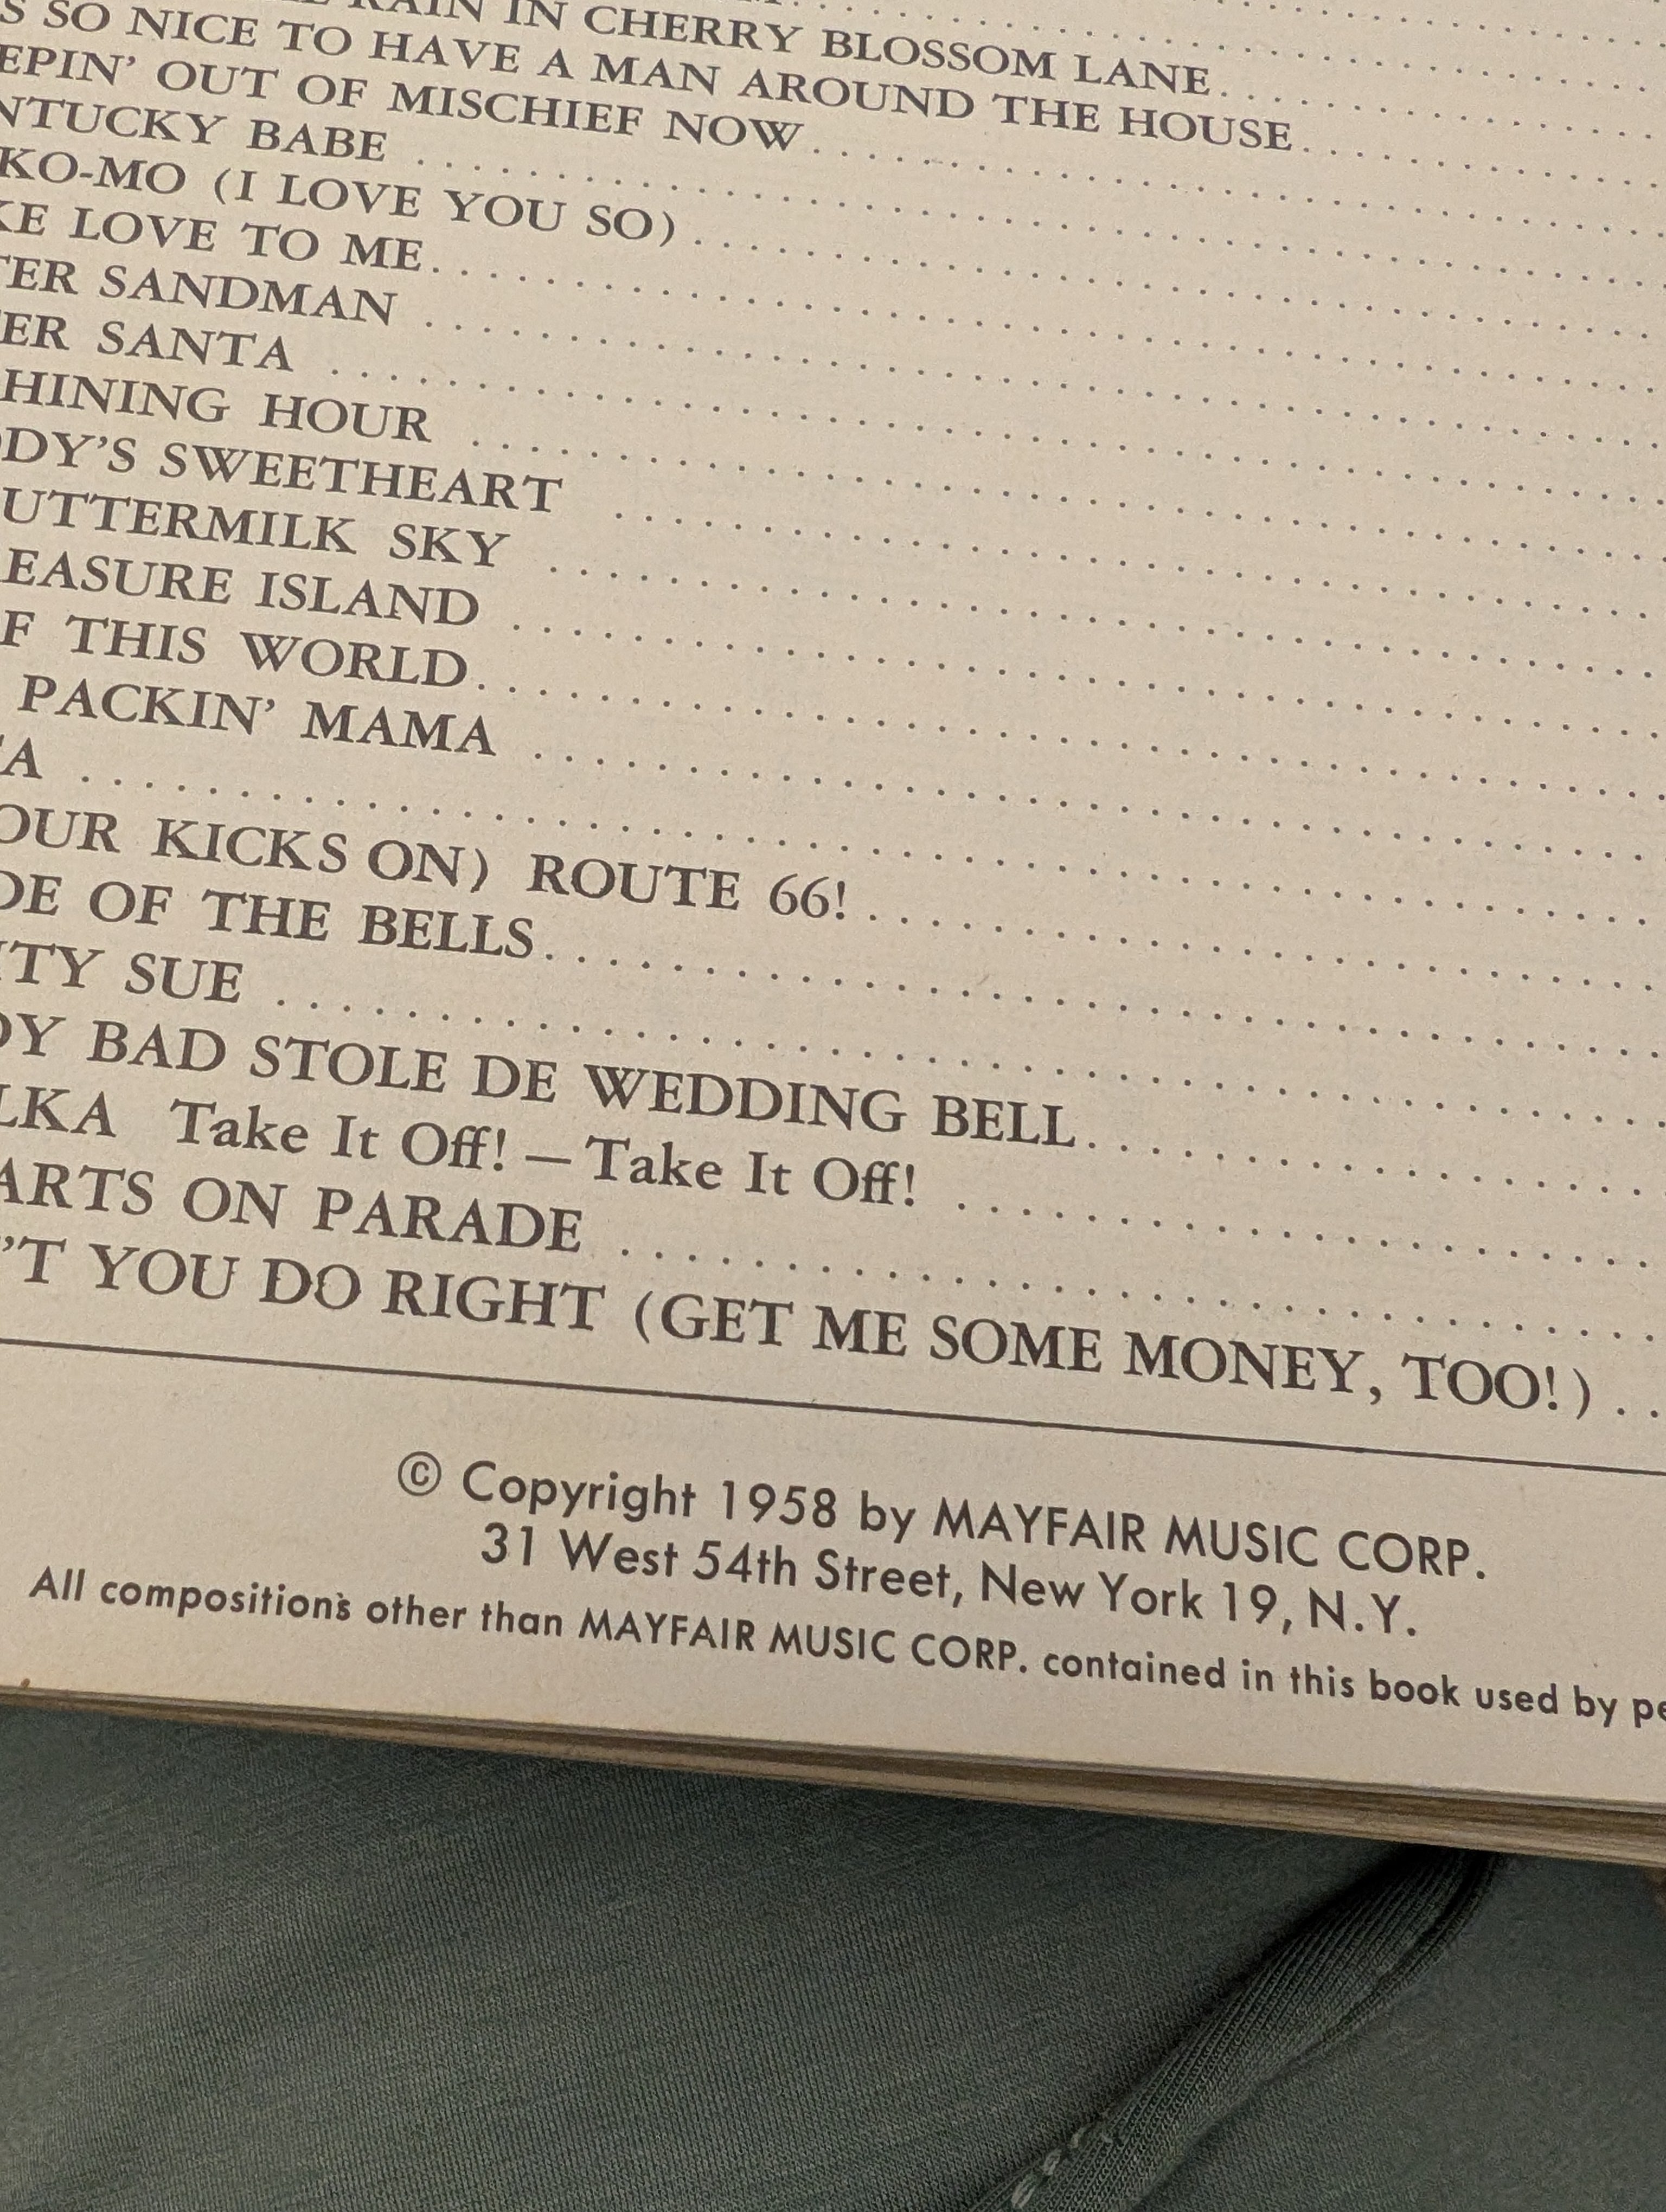 RAIN IN CHERRY BLOSSOM LANE
S SO NICE TO HAVE A MAN AROUND THE HOUSE
EPIN' OUT OF MISCHIEF NOW
NTUCKY BABE
KO-MO (I LOVE YOU SO)
KE LOVE TO ME
TER SANDMAN
ER SANTA
HINING HOUR
DY'S SWEETHEART
UTTERMILK SKY
EASURE ISLAND
F THIS WORLD
PACKIN' MAMA
TA
OUR KICKS ON) ROUTE 66!
DE OF THE BELLS
ITY SUE
DY BAD STOLE DE WEDDING BELL
LKA Take It Off! — Take It Off!
ARTS ON PARADE
'T YOU DO RIGHT (GET ME SOME MONEY, TOO!)
© Copyright 1958 by MAYFAIR MUSIC CORP.
31 West 54th Street, New York 19, N.Y.
All compositions other than MAYFAIR MUSIC CORP. contained in this book used by pe